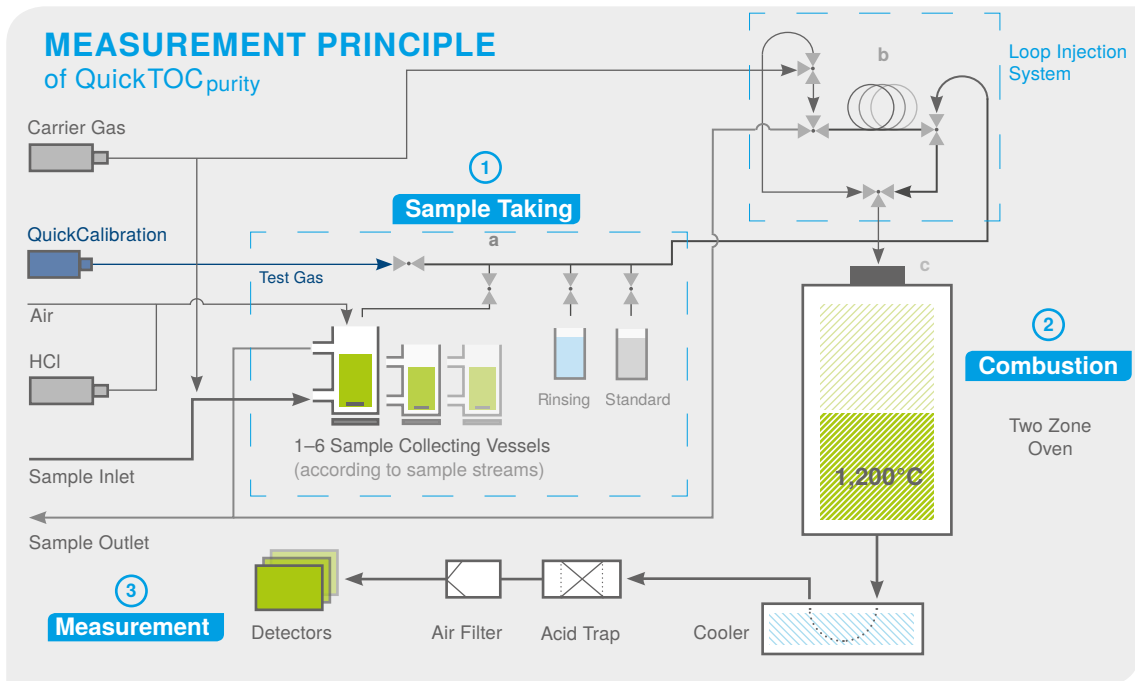 MEASUREMENT PRINCIPLE
of QuickTOCpurity
b
Loop Injection
System
Carrier Gas
1
Sample Taking
QuickCalibration
a
Test Gas
c
Air
2
HCl
Combustion
Rinsing
Standard
Two Zone
Oven
1–6 Sample Collecting Vessels
(according to sample streams)
Sample Inlet
1,200°C
Sample Outlet
3
Measurement
Detectors
Air Filter
Acid Trap
Cooler